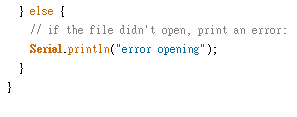 } else {
// if the file didn't open, print an error:
Serial.println("error opening");
}
}